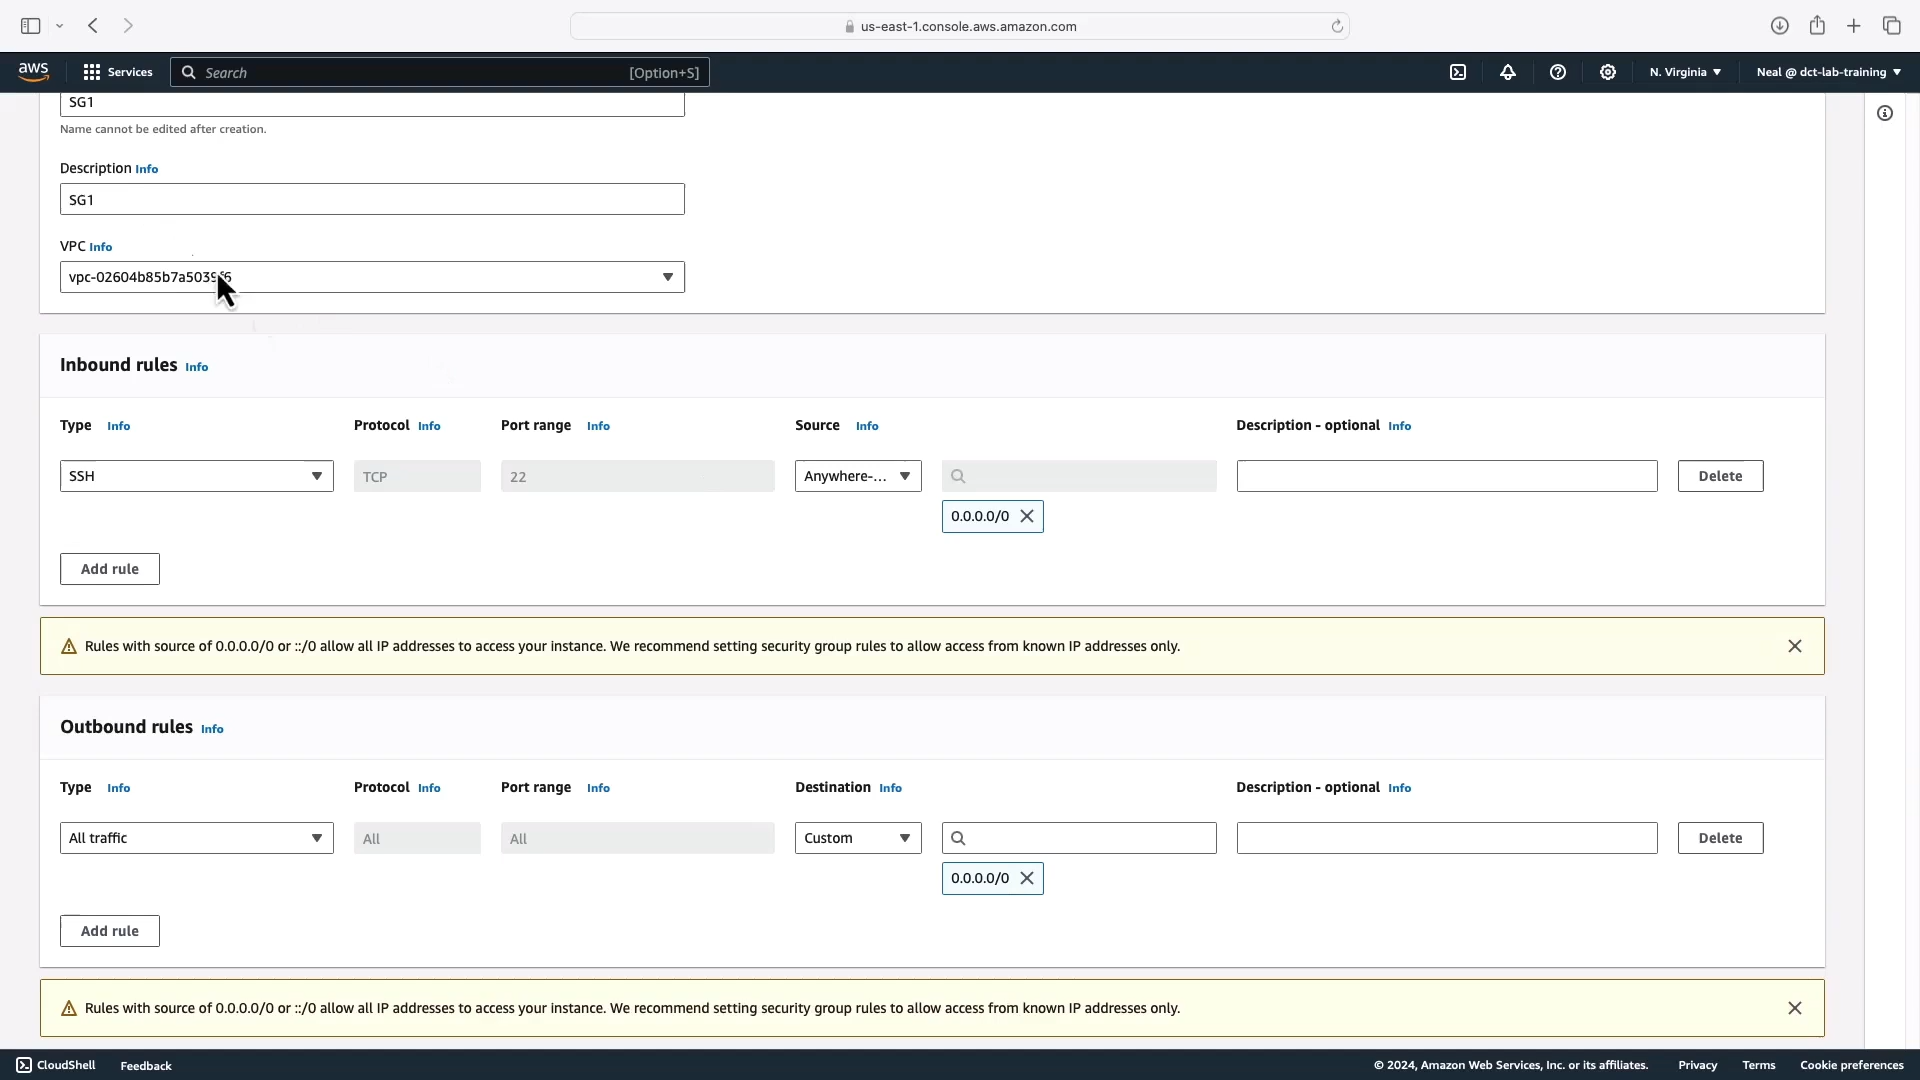 us-east-1.console.aws.amazon.com
aws Services Search [Option+S] N. Virginia Neal @ dct-lab-training
SG1
Name cannot be edited after creation.
Description Info
SG1
VPC Info
vpc-02604b85b7a5039f6
Inbound rules Info
Type Info Protocol Info Port range Info Source Info Description - optional Info
SSH TCP 22 Anywhere-... Delete
0.0.0.0/0
Add rule
Rules with source of 0.0.0.0/0 or ::/0 allow all IP addresses to access your instance. We recommend setting security group rules to allow access from known IP addresses only.
Outbound rules Info
Type Info Protocol Info Port range Info Destination Info Description - optional Info
All traffic All All Custom Delete
0.0.0.0/0
Add rule
Rules with source of 0.0.0.0/0 or ::/0 allow all IP addresses to access your instance. We recommend setting security group rules to allow access from known IP addresses only.
CloudShell Feedback © 2024, Amazon Web Services, Inc. or its affiliates. Privacy Terms Cookie preferences